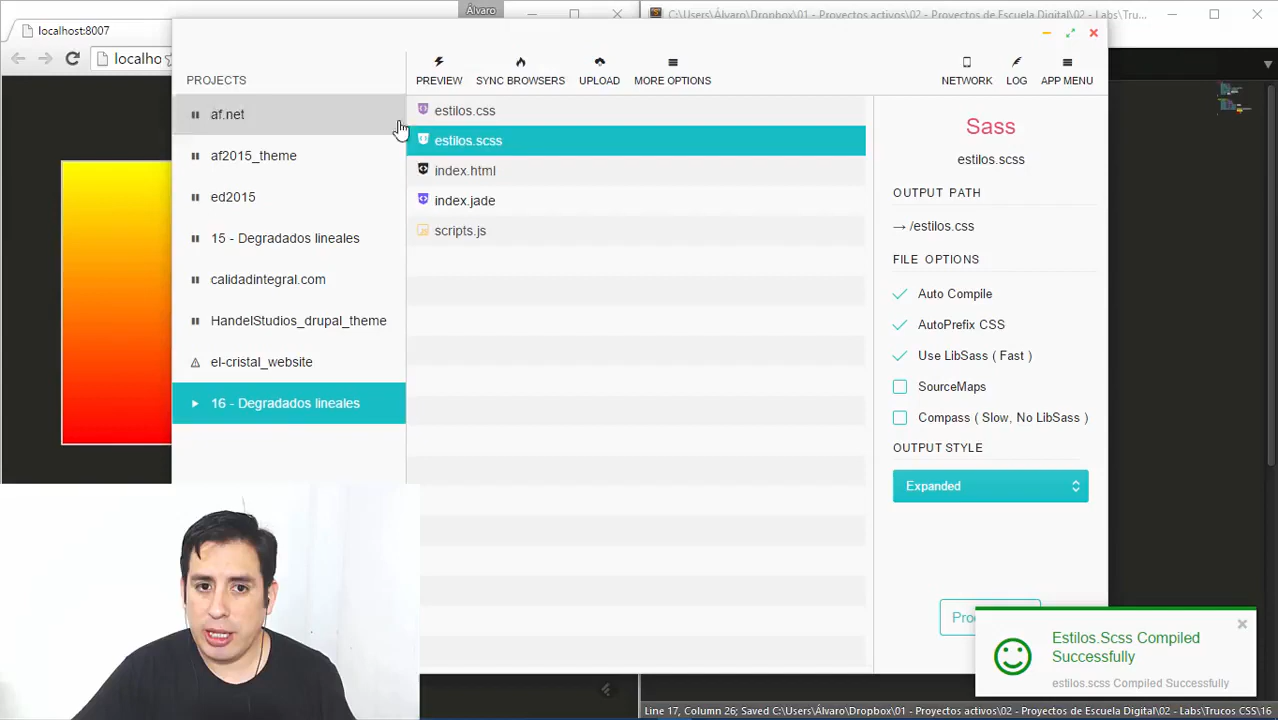 Álvaro
C:\Users\Álvaro\Dropbox\01 - Proyectos activos\02 - Proyectos de Escuela Digital\02 - Labs\Tru...
localhost:8007
localho
PROJECTS
PREVIEW
SYNC BROWSERS
UPLOAD
MORE OPTIONS
NETWORK
LOG
APP MENU
af.net
af2015_theme
ed2015
15 - Degradados lineales
calidadintegral.com
HandelStudios_drupal_theme
el-cristal_website
16 - Degradados lineales
estilos.css
estilos.scss
index.html
index.jade
scripts.js
Sass
estilos.scss
OUTPUT PATH
→ /estilos.css
FILE OPTIONS
Auto Compile
AutoPrefix CSS
Use LibSass ( Fast )
SourceMaps
Compass ( Slow, No LibSass )
OUTPUT STYLE
Expanded
Estilos.Scss Compiled
Successfully
estilos.scss Compiled Successfully
Line 17, Column 26; Saved C:\Users\Álvaro\Dropbox\01 - Proyectos activos\02 - Proyectos de Escuela Digital\02 - Labs\Trucos CSS\16